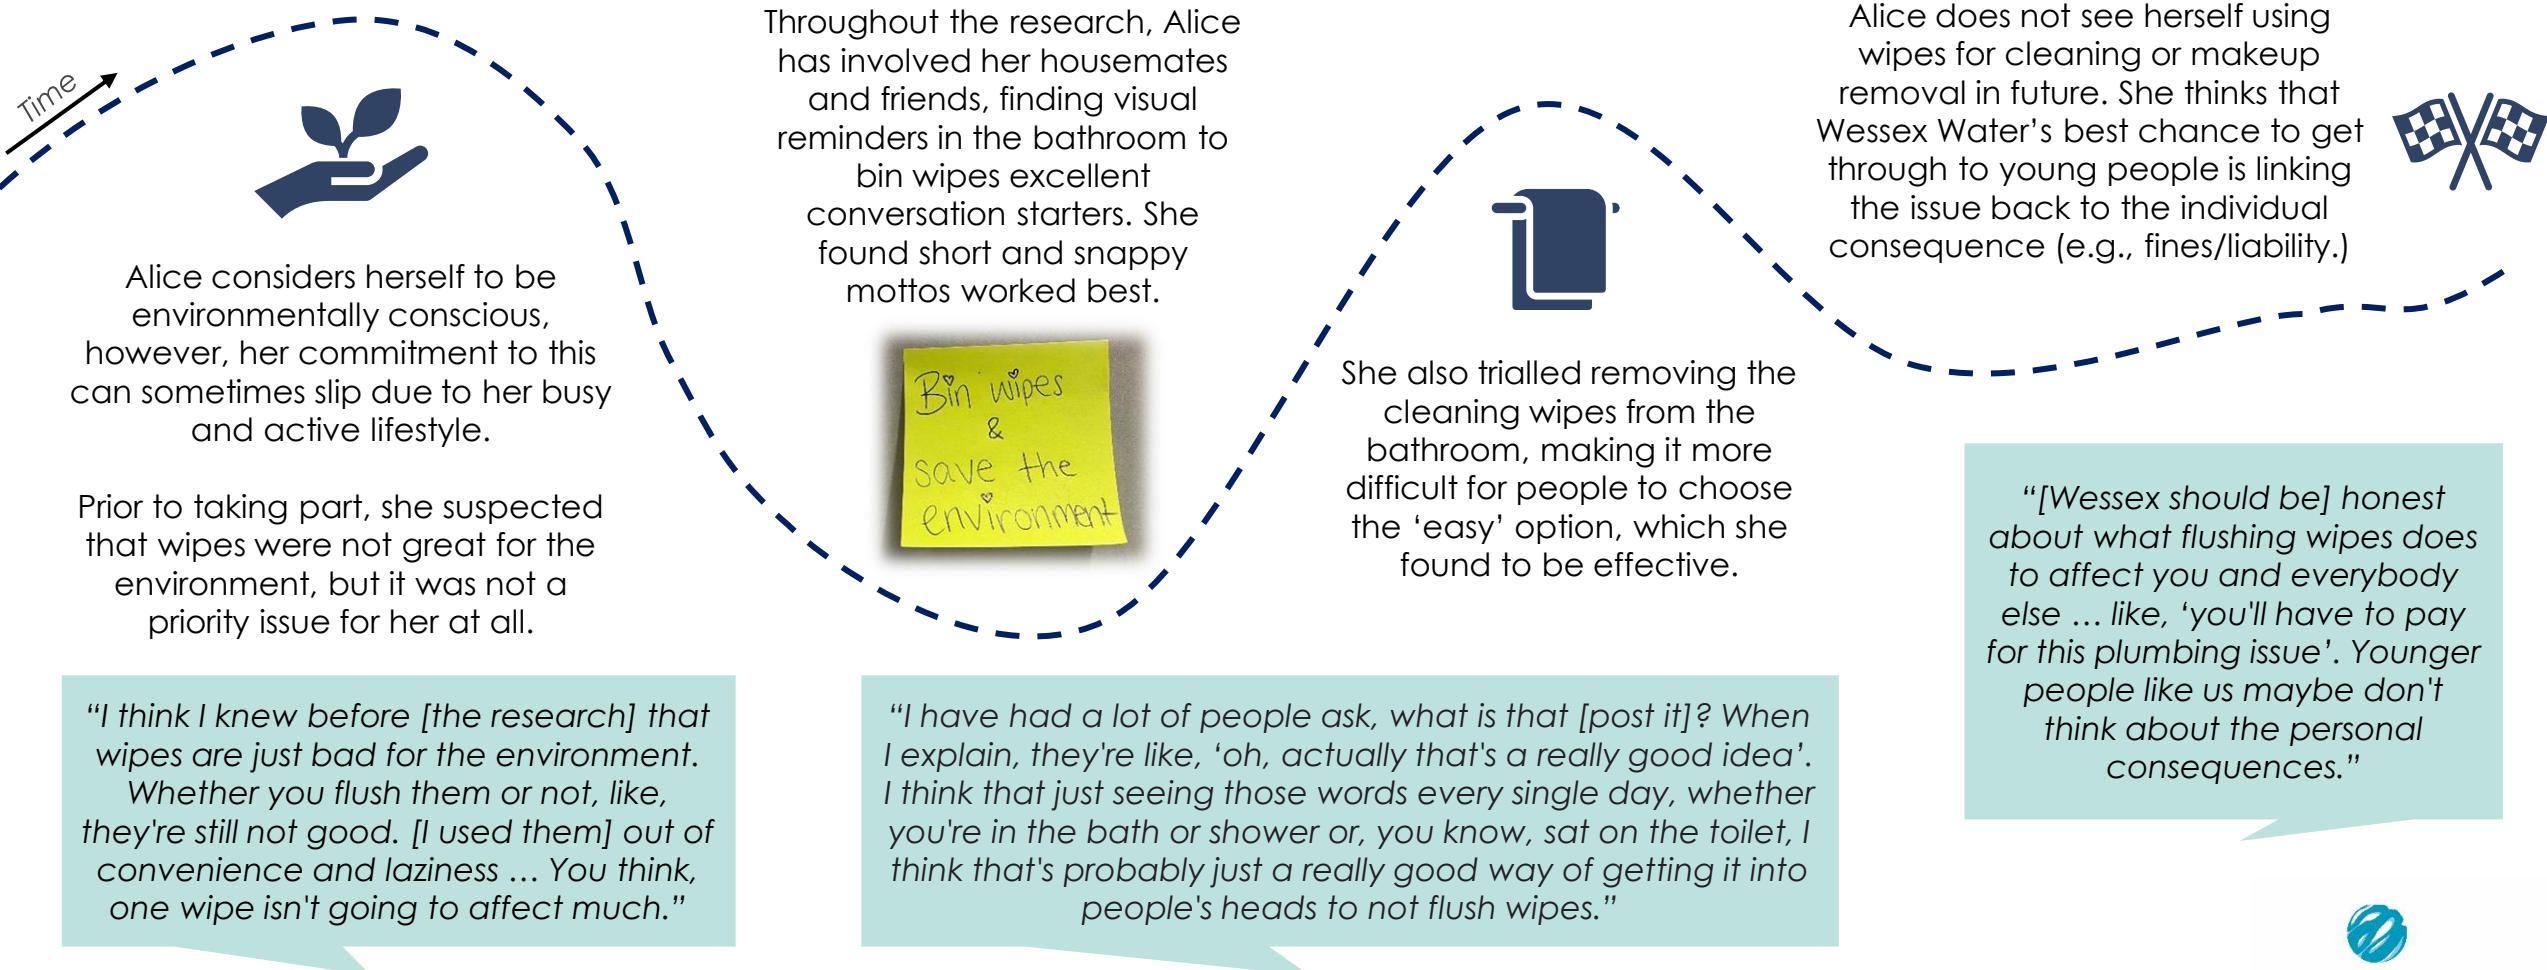 Time
Alice considers herself to be
environmentally conscious,
however, her commitment to this
can sometimes slip due to her busy
and active lifestyle.
Prior to taking part, she suspected
that wipes were not great for the
environment, but it was not a
priority issue for her at all.
“I think I knew before [the research] that
wipes are just bad for the environment.
Whether you flush them or not, like,
they're still not good. [I used them] out of
convenience and laziness … You think,
one wipe isn't going to affect much.”
Throughout the research, Alice
has involved her housemates
and friends, finding visual
reminders in the bathroom to
bin wipes excellent
conversation starters. She
found short and snappy
mottos worked best.
Bin wipes
&
save the
environment
She also trialled removing the
cleaning wipes from the
bathroom, making it more
difficult for people to choose
the ‘easy’ option, which she
found to be effective.
“I have had a lot of people ask, what is that [post it]? When
I explain, they're like, ‘oh, actually that's a really good idea’.
I think that just seeing those words every single day, whether
you're in the bath or shower or, you know, sat on the toilet, I
think that's probably just a really good way of getting it into
people's heads to not flush wipes.”
Alice does not see herself using
wipes for cleaning or makeup
removal in future. She thinks that
Wessex Water’s best chance to get
through to young people is linking
the issue back to the individual
consequence (e.g., fines/liability.)
“[Wessex should be] honest
about what flushing wipes does
to affect you and everybody
else … like, ‘you'll have to pay
for this plumbing issue’. Younger
people like us maybe don't
think about the personal
consequences.”